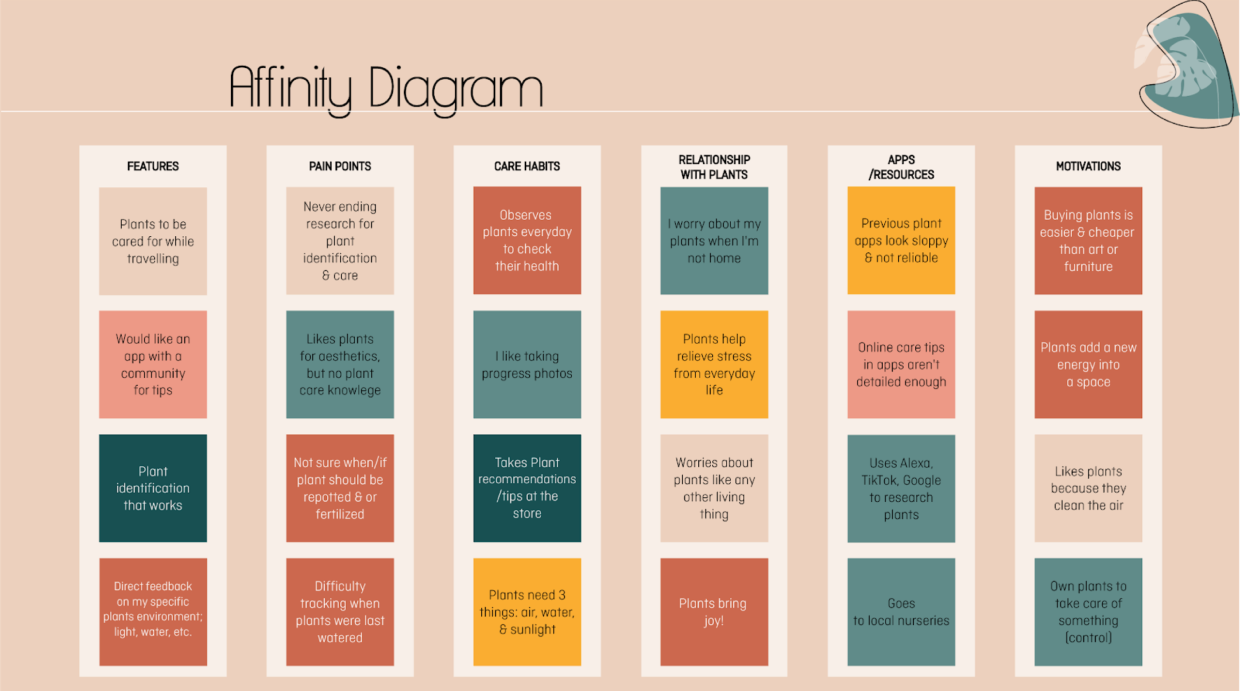 Affinity Diagram
FEATURES
Plants to be
cared for while
travelling
Would like an
app with a
community
for tips
Plant
identification
that works
Direct feedback
on my specific
plants environment;
light, water, etc.
PAIN POINTS
Never ending
research for
plant
identification
& care
Likes plants
for aesthetics,
but no plant
care knowlege
Not sure when/if
plant should be
repotted & or
fertilized
Difficulty
tracking when
plants were last
watered
CARE HABITS
Observes
plants everyday
to check
their health
I like taking
progress photos
Takes Plant
recommendations
/tips at the
store
Plants need 3
things: air, water,
& sunlight
RELATIONSHIP
WITH PLANTS
I worry about my
plants when I'm
not home
Plants help
relieve stress
from everyday
life
Worries about
plants like any
other living
thing
Plants bring
joy!
APPS
/RESOURCES
Previous plant
apps look sloppy
& not reliable
Online care tips
in apps aren't
detailed enough
Uses Alexa,
TikTok, Google
to research
plants
Goes
to local nurseries
MOTIVATIONS
Buying plants is
easier & cheaper
than art or
furniture
Plants add a new
energy into
a space
Likes plants
because they
clean the air
Own plants to
take care of
something
(control)